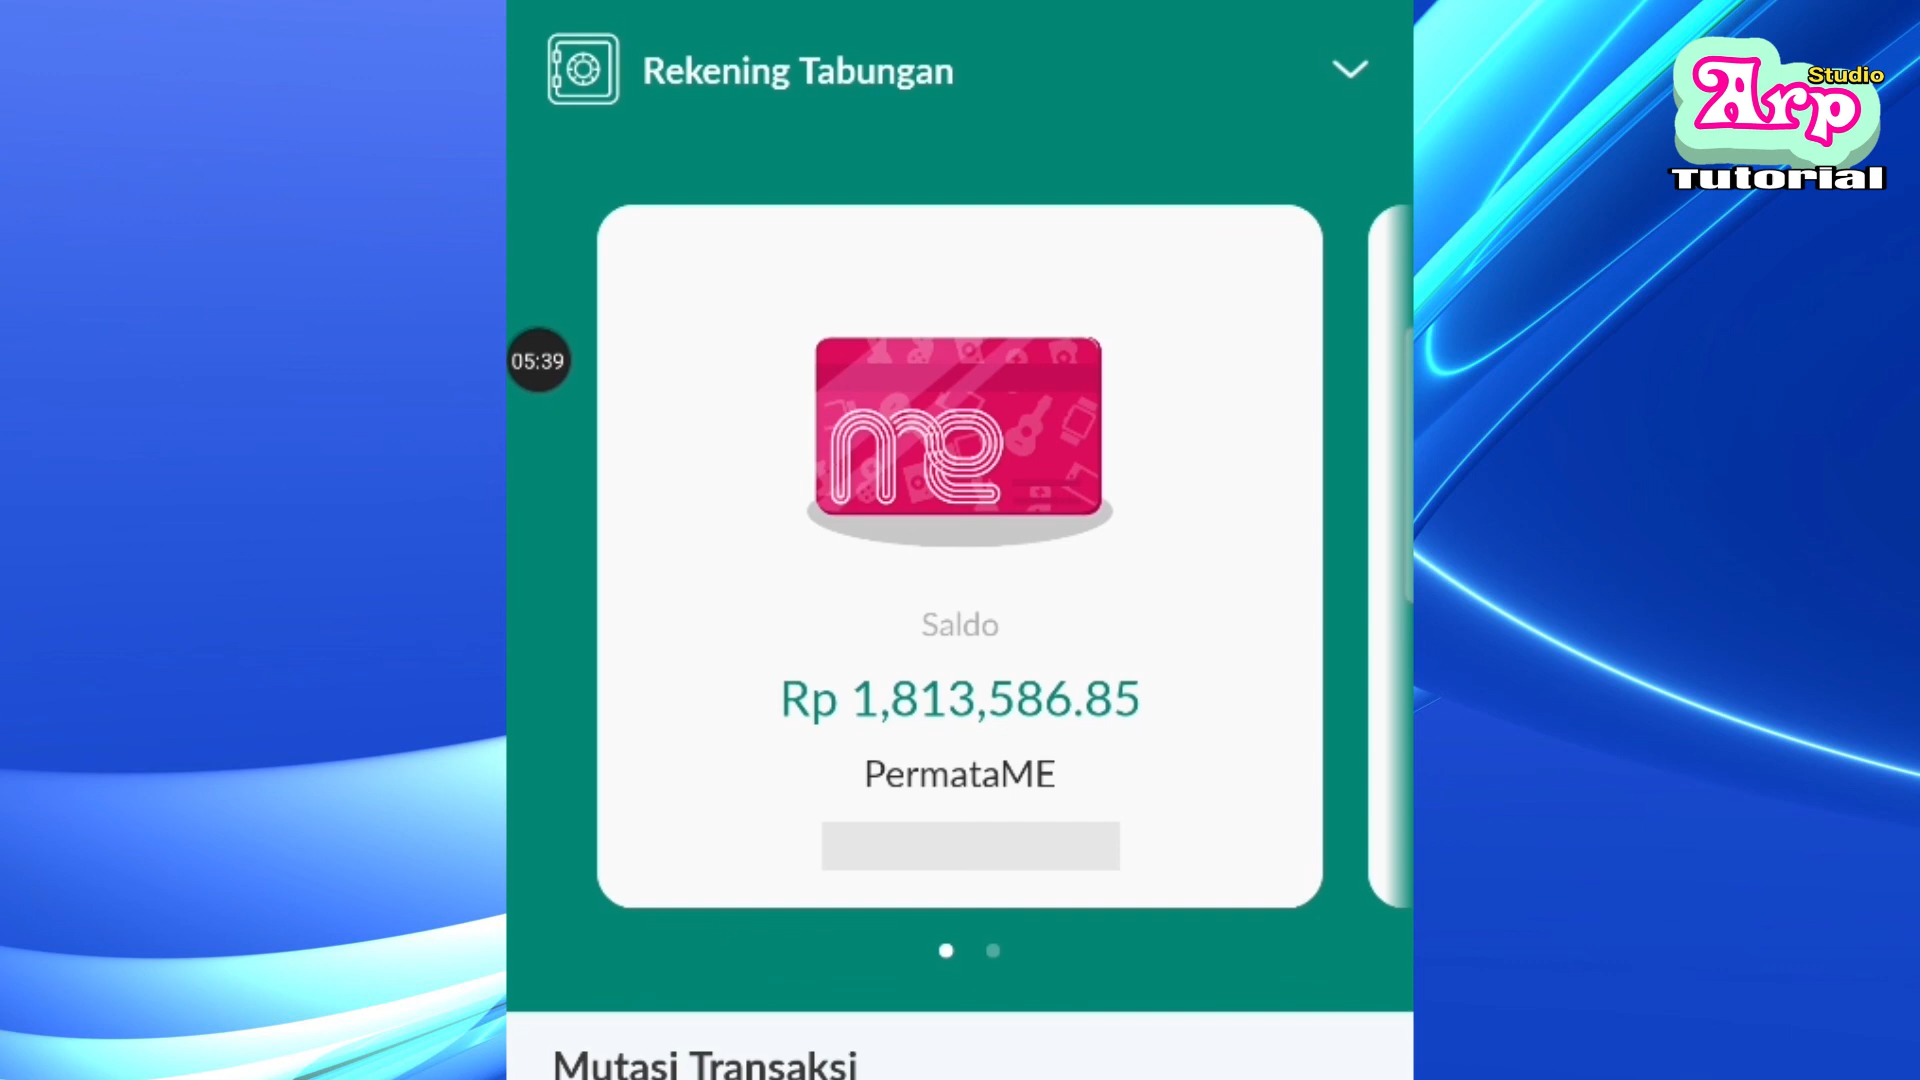 Rekening Tabungan
Studio
Arp
Tutorial
05:39
me
Saldo
Rp 1,813,586.85
PermataME
Mutasi Transaksi